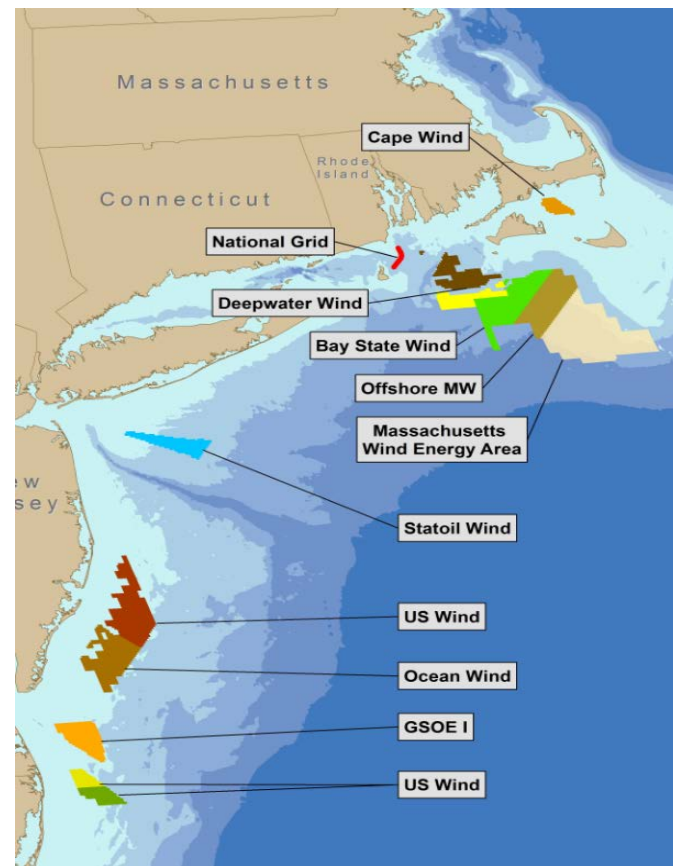 Massachusetts
Cape Wind
Rhode
Island
Connecticut
National Grid
Deepwater Wind
Bay State Wind
Offshore MW
Massachusetts
Wind Energy Area
ew
Statoil Wind
US Wind
Ocean Wind
GSOE I
US Wind